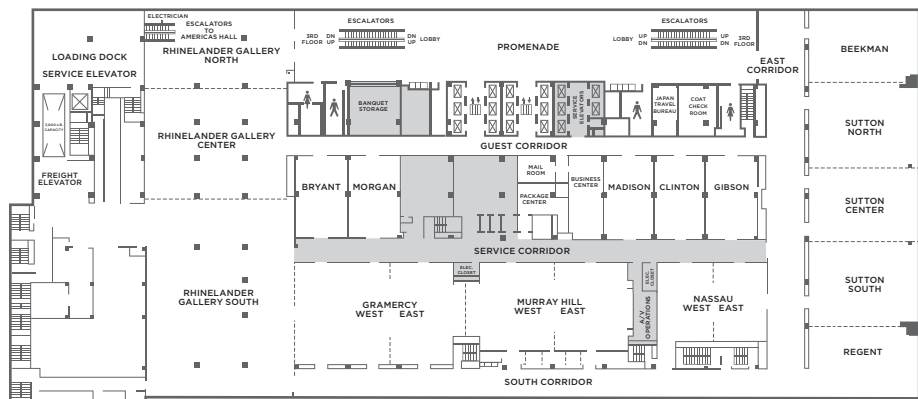 ELECTRICIAN
ESCALATORS
TO
AMERICAS HALL
LOADING DOCK
SERVICE ELEVATOR
RHINELANDER GALLERY
NORTH
ESCALATORS
3RD
FLOOR
DN
UP
DN
UP
LOBBY
PROMENADE
ESCALATORS
LOBBY
UP
DN
UP
DN
3RD
FLOOR
EAST
CORRIDOR
BEEKMAN
BANQUET
STORAGE
SERVICE
ELEVATORS
JAPAN
TRAVEL
BUREAU
COAT
CHECK
ROOM
SUTTON
NORTH
RHINELANDER GALLERY
CENTER
GUEST CORRIDOR
FREIGHT
ELEVATOR
BRYANT
MORGAN
MAIL
ROOM
PACKAGE
CENTER
BUSINESS
CENTER
MADISON
CLINTON
GIBSON
SUTTON
CENTER
SERVICE CORRIDOR
ELEC.
CLOSET
ELEC.
CLOSET
RHINELANDER
GALLERY SOUTH
GRAMERCY
WEST EAST
MURRAY HILL
WEST EAST
A/V
OPERATIONS
NASSAU
WEST EAST
SUTTON
SOUTH
REGENT
SOUTH CORRIDOR